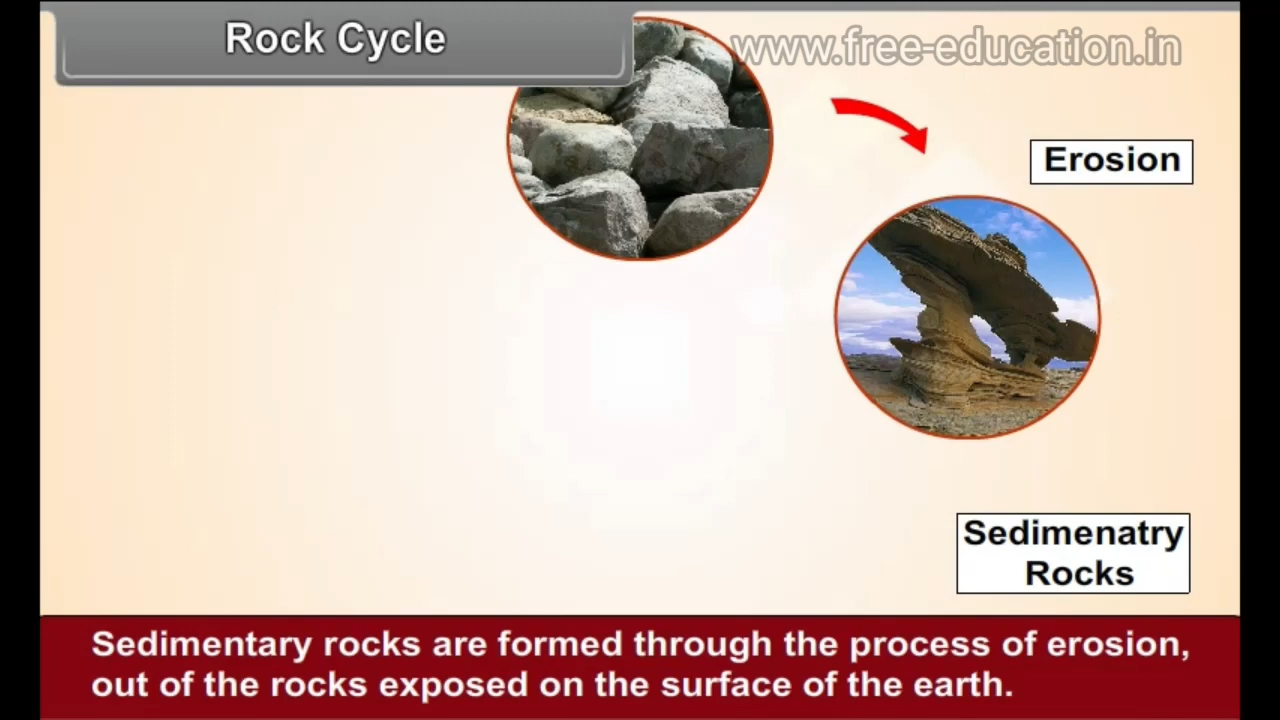 Rock Cycle
www.free-education.in
Erosion
Sedimenatry
Rocks
Sedimentary rocks are formed through the process of erosion,
out of the rocks exposed on the surface of the earth.